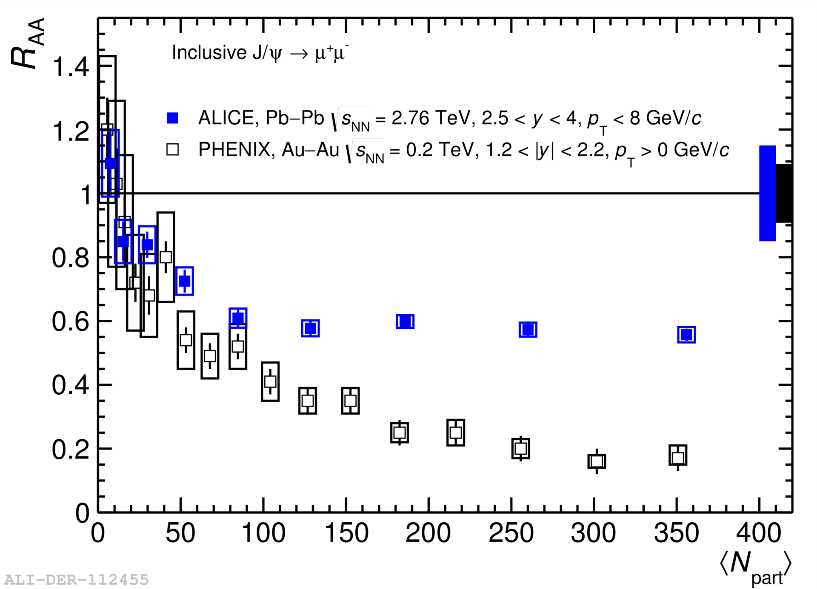 R_AA
Inclusive J/ψ → μ⁺μ⁻
ALICE, Pb−Pb √s_NN = 2.76 TeV, 2.5 < y < 4, p_T < 8 GeV/c
PHENIX, Au−Au √s_NN = 0.2 TeV, 1.2 < |y| < 2.2, p_T > 0 GeV/c
1.4
1.2
1
0.8
0.6
0.4
0.2
0
0 50 100 150 200 250 300 350 400
⟨N_part⟩
ALI−DER−112455